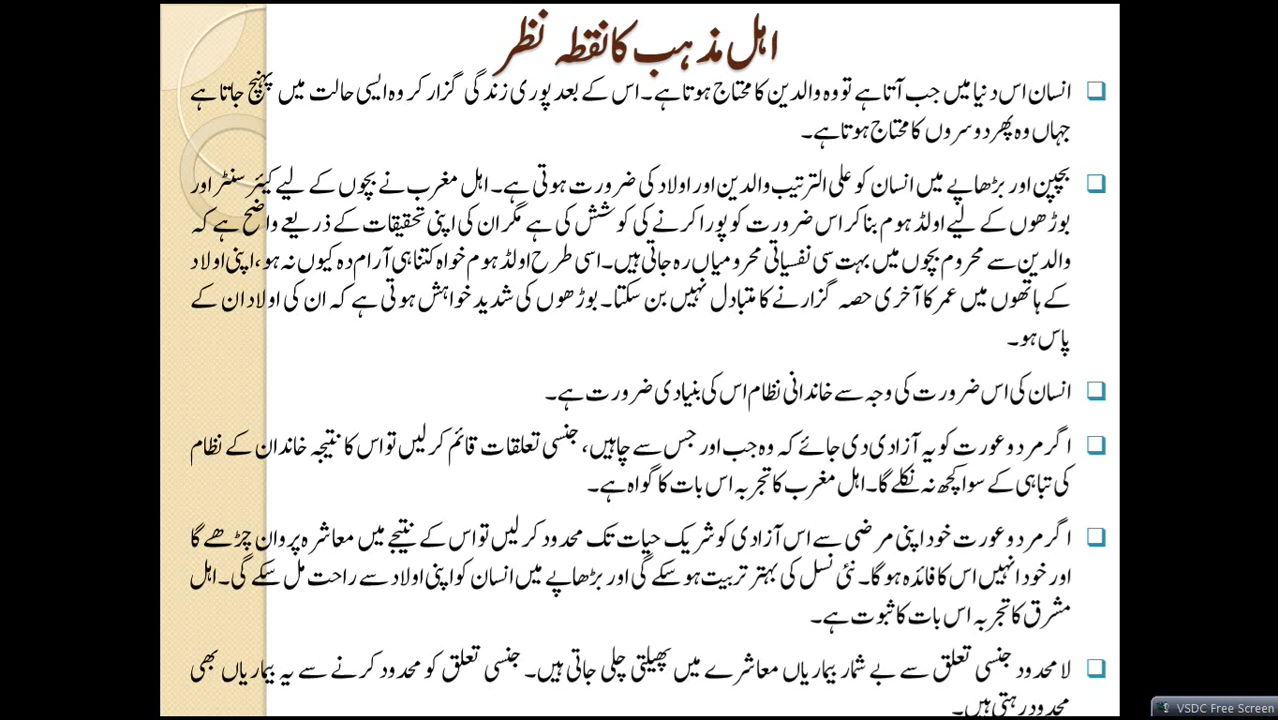 اہل مذہب کا نقطہ نظر
انسان اس دنیا میں جب آتا ہے تو وہ والدین کا محتاج ہوتا ہے۔ اس کے بعد پوری زندگی گزار کر وہ ایسی حالت میں پہنچ جاتا ہے
جہاں وہ پھر دوسروں کا محتاج ہوتا ہے۔
بچپن اور بڑھاپے میں انسان کو علی الترتیب والدین اور اولاد کی ضرورت ہوتی ہے۔ اہل مغرب نے بچوں کے لیے کیئر سنٹر اور
بوڑھوں کے لیے اولڈ ہوم بنا کر اس ضرورت کو پورا کرنے کی کوشش کی ہے مگر ان کی اپنی تحقیقات کے ذریعے واضح ہے کہ
والدین سے محروم بچوں میں بہت سی نفسیاتی محرومیاں رہ جاتی ہیں۔ اسی طرح اولڈ ہوم خواہ کتنا ہی آرام دہ کیوں نہ ہو، اپنی اولاد
کے ہاتھوں میں عمر کا آخری حصہ گزارنے کا متبادل نہیں بن سکتا۔ بوڑھوں کی شدید خواہش ہوتی ہے کہ ان کی اولاد ان کے
پاس ہو۔
انسان کی اس ضرورت کی وجہ سے خاندانی نظام اس کی بنیادی ضرورت ہے۔
اگر مرد و عورت کو یہ آزادی دی جائے کہ وہ جب اور جس سے چاہیں، جنسی تعلقات قائم کر لیں تو اس کا نتیجہ خاندان کے نظام
کی تباہی کے سوا کچھ نہ نکلے گا۔ اہل مغرب کا تجربہ اس بات کا گواہ ہے۔
اگر مرد و عورت خود اپنی مرضی سے اس آزادی کو شریک حیات تک محدود کر لیں تو اس کے نتیجے میں معاشرہ پروان چڑھے گا
اور خود انہیں اس کا فائدہ ہو گا۔ نئی نسل کی بہتر تربیت ہو سکے گی اور بڑھاپے میں انسان کو اپنی اولاد سے راحت مل سکے گی۔ اہل
مشرق کا تجربہ اس بات کا ثبوت ہے۔
لا محدود جنسی تعلق سے بے شمار بیماریاں معاشرے میں پھیلتی چلی جاتی ہیں۔ جنسی تعلق کو محدود کرنے سے یہ بیماریاں بھی
محدود رہتی ہیں۔
VSDC Free Screen